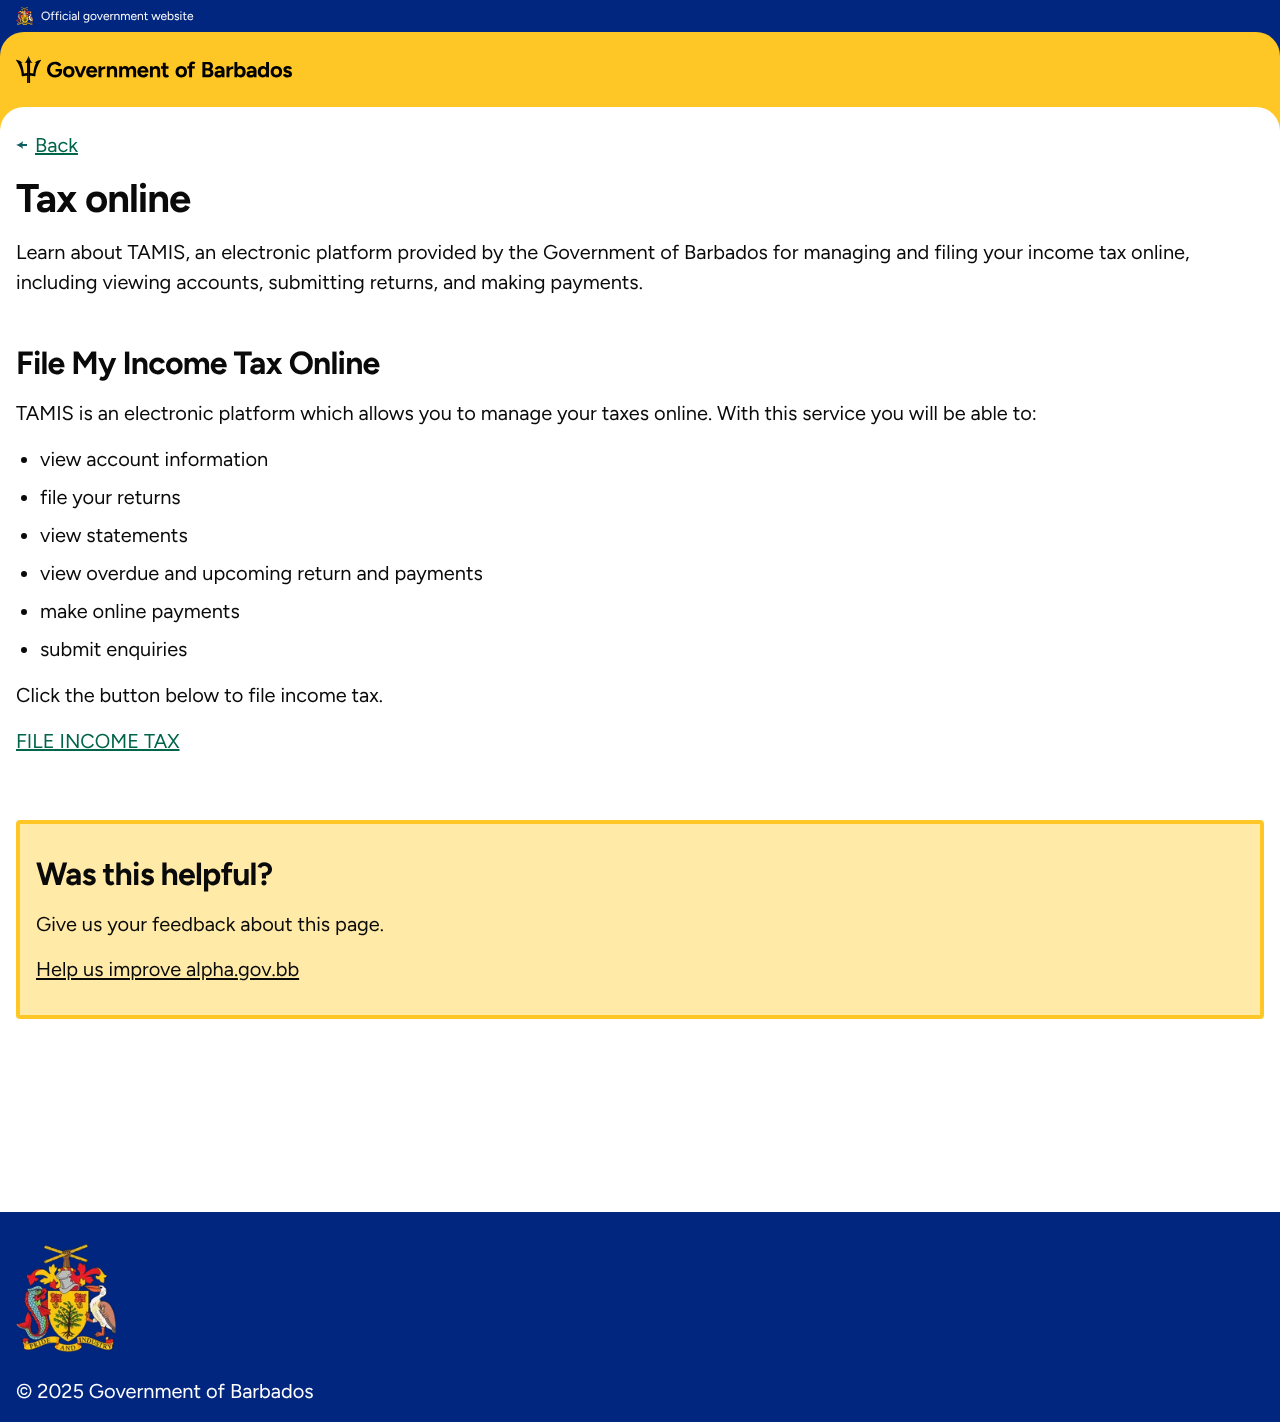 Official government website
Government of Barbados
Back
Tax online
Learn about TAMIS, an electronic platform provided by the Government of Barbados for managing and filing your income tax online,
including viewing accounts, submitting returns, and making payments.
File My Income Tax Online
TAMIS is an electronic platform which allows you to manage your taxes online. With this service you will be able to:
• view account information
• file your returns
• view statements
• view overdue and upcoming return and payments
• make online payments
• submit enquiries
Click the button below to file income tax.
FILE INCOME TAX
Was this helpful?
Give us your feedback about this page.
Help us improve alpha.gov.bb
PRIDE AND INDUSTRY
© 2025 Government of Barbados